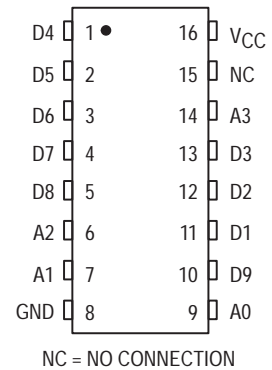 D4 1 16 VCC
D5 2 15 NC
D6 3 14 A3
D7 4 13 D3
D8 5 12 D2
A2 6 11 D1
A1 7 10 D9
GND 8 9 A0
NC = NO CONNECTION